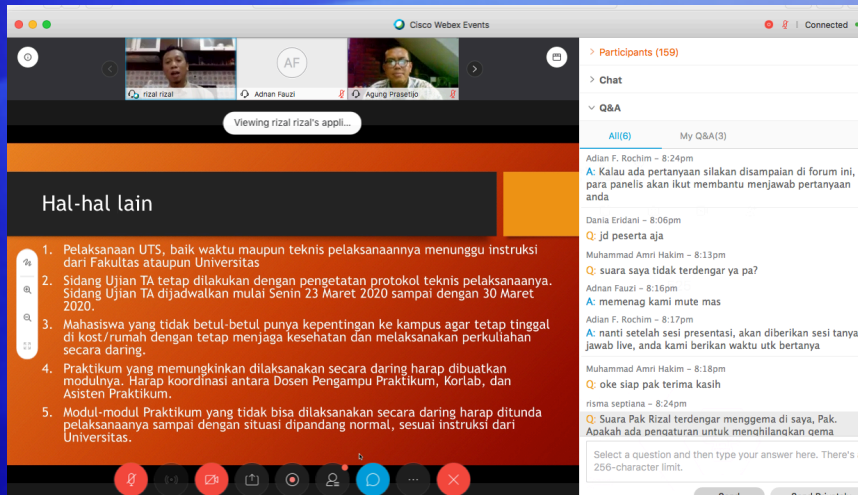 Cisco Webex Events
Connected
AF
rizal rizal
Adnan Fauzi
Agung Prasetijo
Viewing rizal rizal's appli...
Hal-hal lain
1. Pelaksanaan UTS, baik waktu maupun teknis pelaksanaannya menunggu instruksi
dari Fakultas ataupun Universitas
2. Sidang Ujian TA tetap dilakukan dengan pengetatan protokol teknis pelaksanaanya.
Sidang Ujian TA dijadwalkan mulai Senin 23 Maret 2020 sampai dengan 30 Maret
2020.
3. Mahasiswa yang tidak betul-betul punya kepentingan ke kampus agar tetap tinggal
di kost/rumah dengan tetap menjaga kesehatan dan melaksanakan perkuliahan
secara daring.
4. Praktikum yang memungkinkan dilaksanakan secara daring harap dibuatkan
modulnya. Harap koordinasi antara Dosen Pengampu Praktikum, Korlab, dan
Asisten Praktikum.
5. Modul-modul Praktikum yang tidak bisa dilaksanakan secara daring harap ditunda
pelaksanaanya sampai dengan situasi dipandang normal, sesuai instruksi dari
Universitas.
Participants (159)
Chat
Q&A
All(6) My Q&A(3)
Adian F. Rochim – 8:24pm
A: Kalau ada pertanyaan silakan disampaian di forum ini,
para panelis akan ikut membantu menjawab pertanyaan
anda
Dania Eridani – 8:06pm
Q: jd peserta aja
Muhammad Amri Hakim – 8:13pm
Q: suara saya tidak terdengar ya pa?
Adnan Fauzi – 8:16pm
A: memenag kami mute mas
Adian F. Rochim – 8:17pm
A: nanti setelah sesi presentasi, akan diberikan sesi tanya
jawab live, anda kami berikan waktu utk bertanya
Muhammad Amri Hakim – 8:18pm
Q: oke siap pak terima kasih
risma septiana – 8:24pm
Q: Suara Pak Rizal terdengar menggema di saya, Pak.
Apakah ada pengaturan untuk menghilangkan gema
Select a question and then type your answer here. There's
256-character limit.